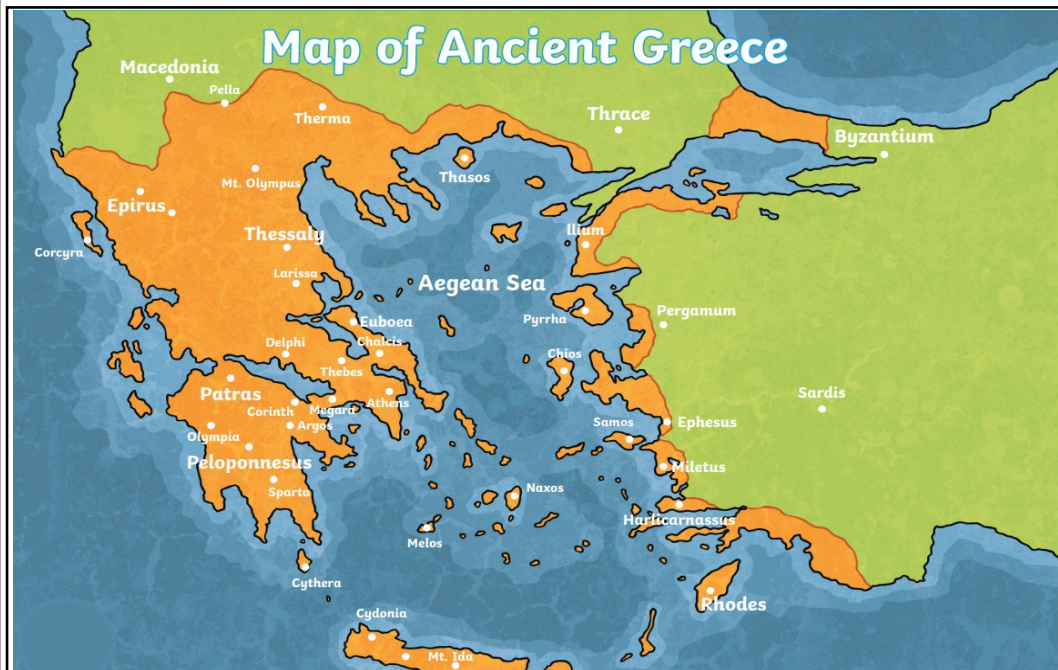 Map of Ancient Greece
Macedonia
Pella
Therma
Thrace
Byzantium
Thasos
Mt. Olympus
Epirus
Thessaly
Ilium
Corcyra
Larissa
Aegean Sea
Pyrrha
Pergamum
Euboea
Delphi
Chalcis
Thebes
Chios
Patras
Corinth
Megara
Athens
Sardis
Olympia
Argos
Samos
Ephesus
Peloponnesus
Miletus
Sparta
Naxos
Harlicarnassus
Melos
Cythera
Rhodes
Cydonia
Mt. Ida